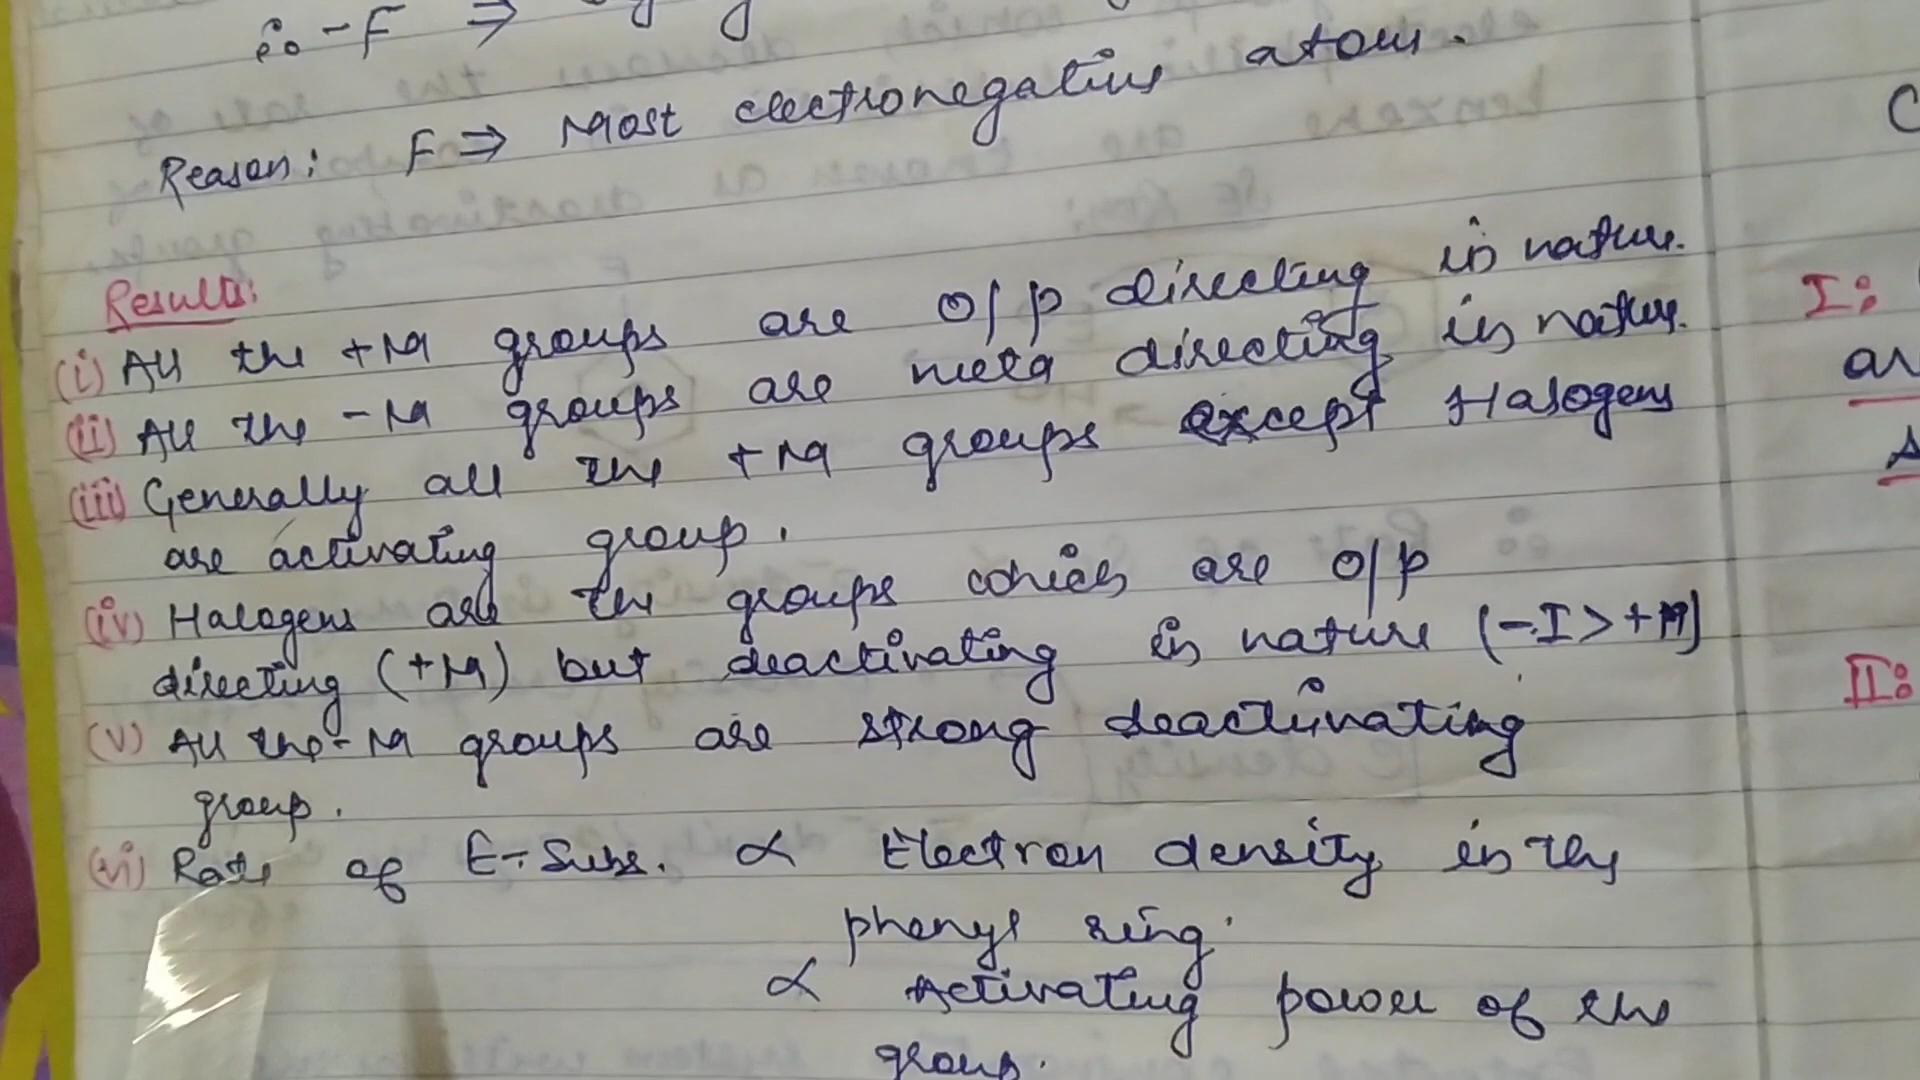 -F ⇒
Reason: F ⇒ Most electronegative atom.
Results:
(i) All the +M groups are o/p directing in nature.
(ii) All the -M groups are meta directing in nature.
(iii) Generally all the +M groups except Halogens
are activating group.
(iv) Halogens are the groups which are o/p
directing (+M) but deactivating in nature (-I > +M)
(v) All the -M groups are strong deactivating
group.
(vi) Rate of E-Subs. ∝ Electron density in the
phenyl ring.
∝ Activating power of the
group.
C
I:
II: